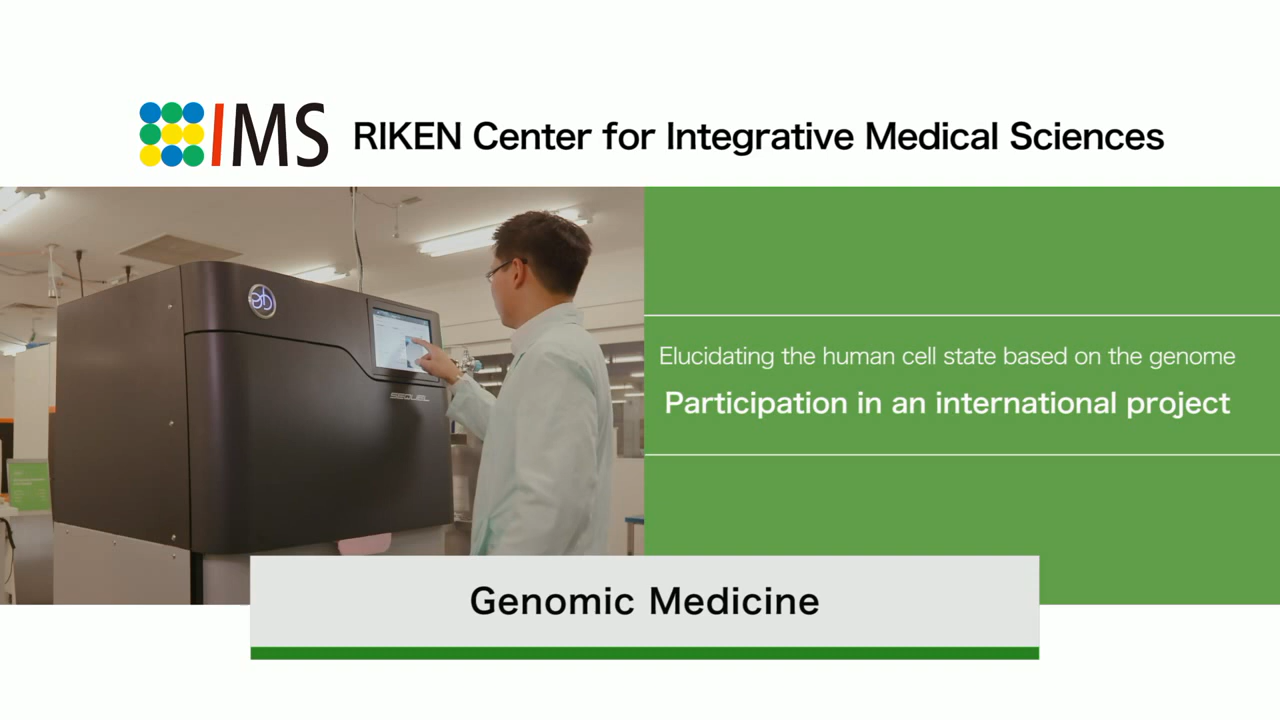 IMS RIKEN Center for Integrative Medical Sciences
Elucidating the human cell state based on the genome
Participation in an international project
SEQUEL
Genomic Medicine